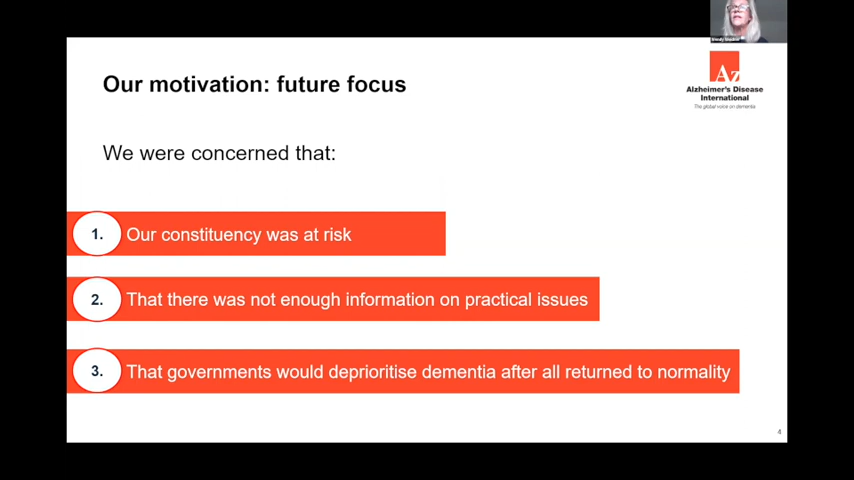 Our motivation: future focus
Az
Alzheimer's Disease
International
The global voice on dementia
We were concerned that:
1. Our constituency was at risk
2. That there was not enough information on practical issues
3. That governments would deprioritise dementia after all returned to normality
4